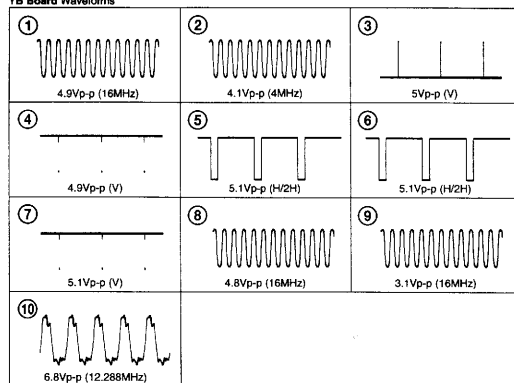 YB Board Waveforms
①
②
③
4.9Vp-p (16MHz)
4.1Vp-p (4MHz)
5Vp-p (V)
④
⑤
⑥
4.9Vp-p (V)
5.1Vp-p (H/2H)
5.1Vp-p (H/2H)
⑦
⑧
⑨
5.1Vp-p (V)
4.8Vp-p (16MHz)
3.1Vp-p (16MHz)
⑩
6.8Vp-p (12.288MHz)